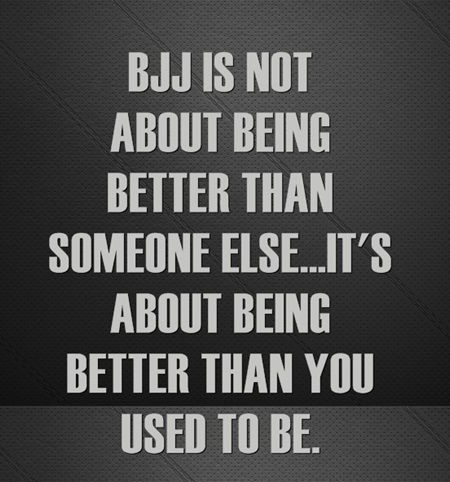 BJJ IS NOT
ABOUT BEING
BETTER THAN
SOMEONE ELSE...IT'S
ABOUT BEING
BETTER THAN YOU
USED TO BE.